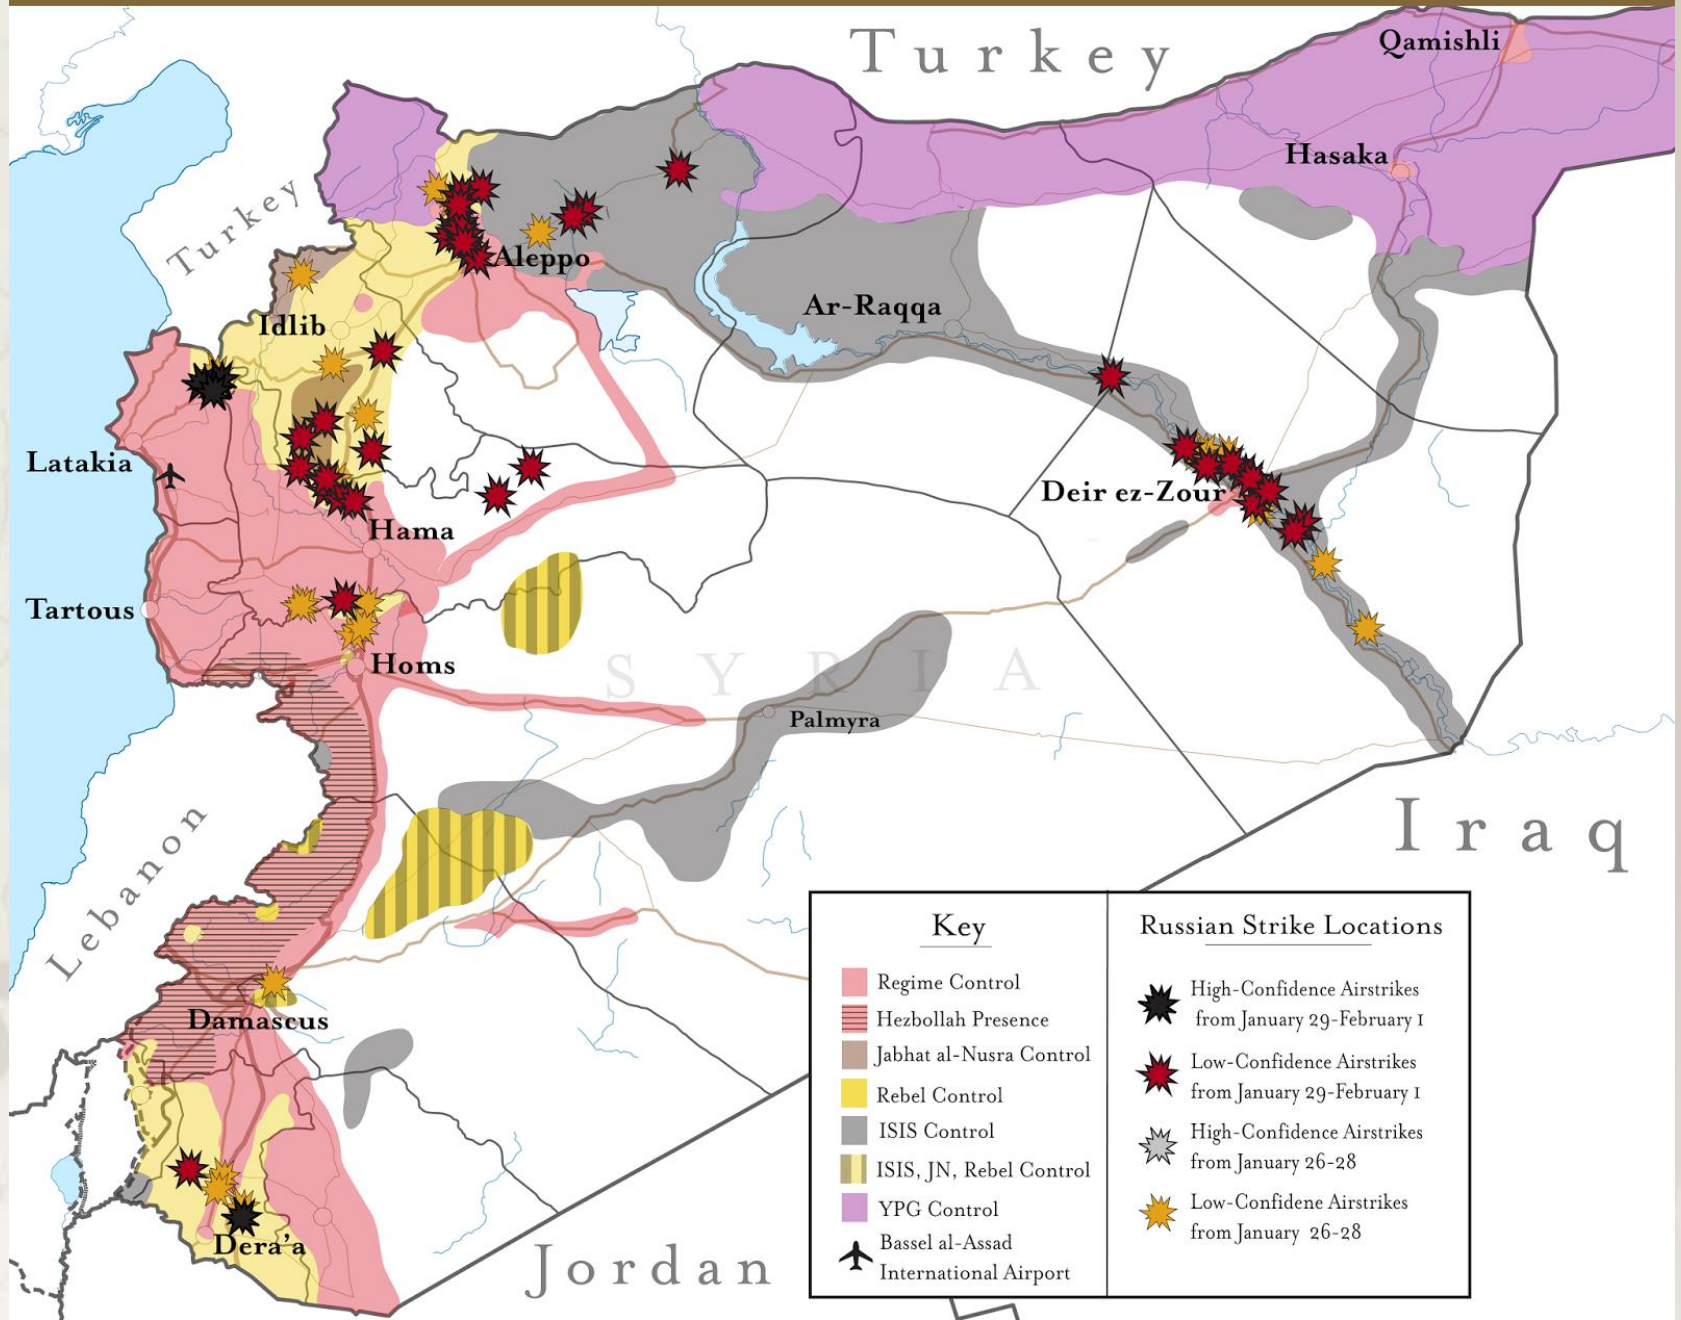 Turkey
Qamishli
Hasaka
Turkey
Aleppo
Idlib
Ar-Raqqa
Latakia
Deir ez-Zour
Hama
Tartous
Homs
SYRIA
Palmyra
Lebanon
Iraq
Damascus
Dera'a
Jordan
Key
Regime Control
Hezbollah Presence
Jabhat al-Nusra Control
Rebel Control
ISIS Control
ISIS, JN, Rebel Control
YPG Control
Bassel al-Assad
International Airport
Russian Strike Locations
High-Confidence Airstrikes
from January 29-February 1
Low-Confidence Airstrikes
from January 29-February 1
High-Confidence Airstrikes
from January 26-28
Low-Confidene Airstrikes
from January 26-28